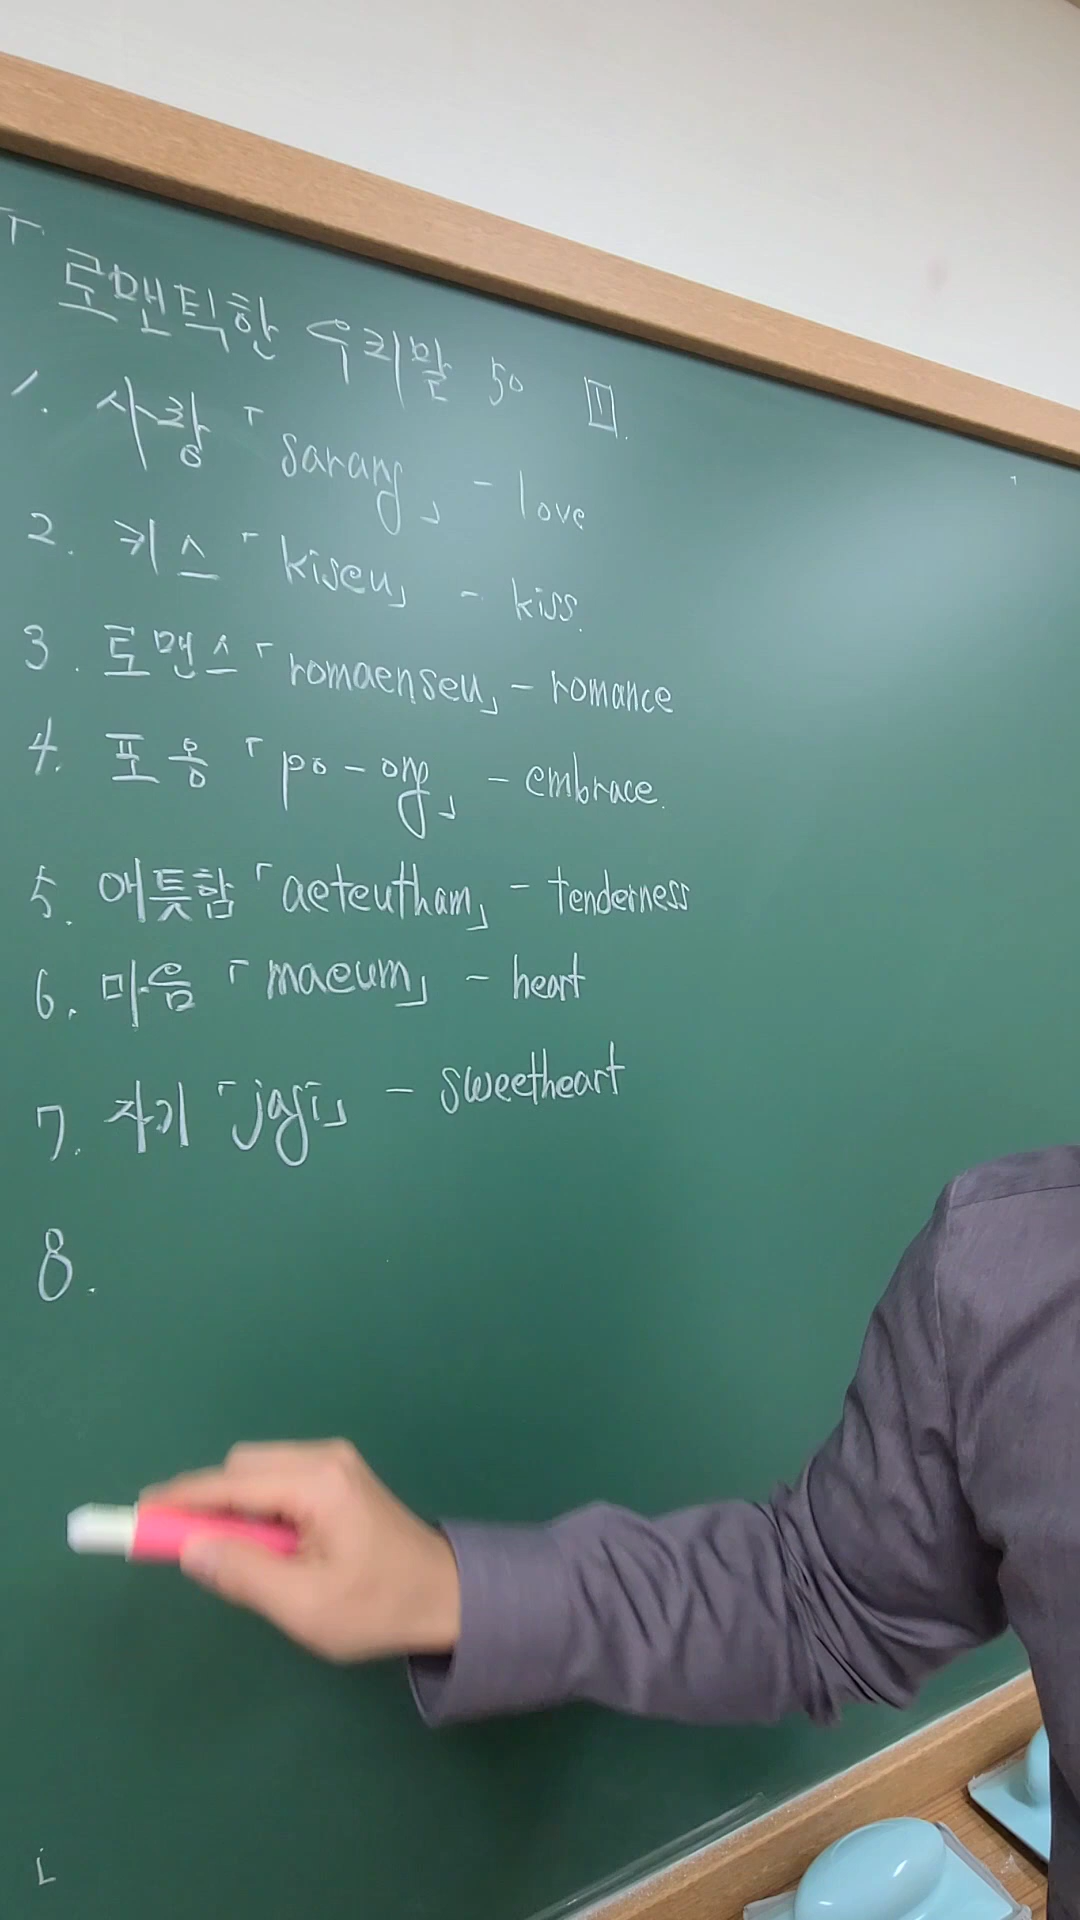 로맨틱한 우리말 50 1.
1. 사랑 「sarang」 - love
2. 키스 「kiseu」 - kiss.
3. 로맨스 「romaenseu」 - romance
4. 포옹 「po-ong」 - embrace.
5. 애틋함 「aeteutham」 - tenderness
6. 마음 「maeum」 - heart
7. 자기 「jagi」 - sweetheart
8.